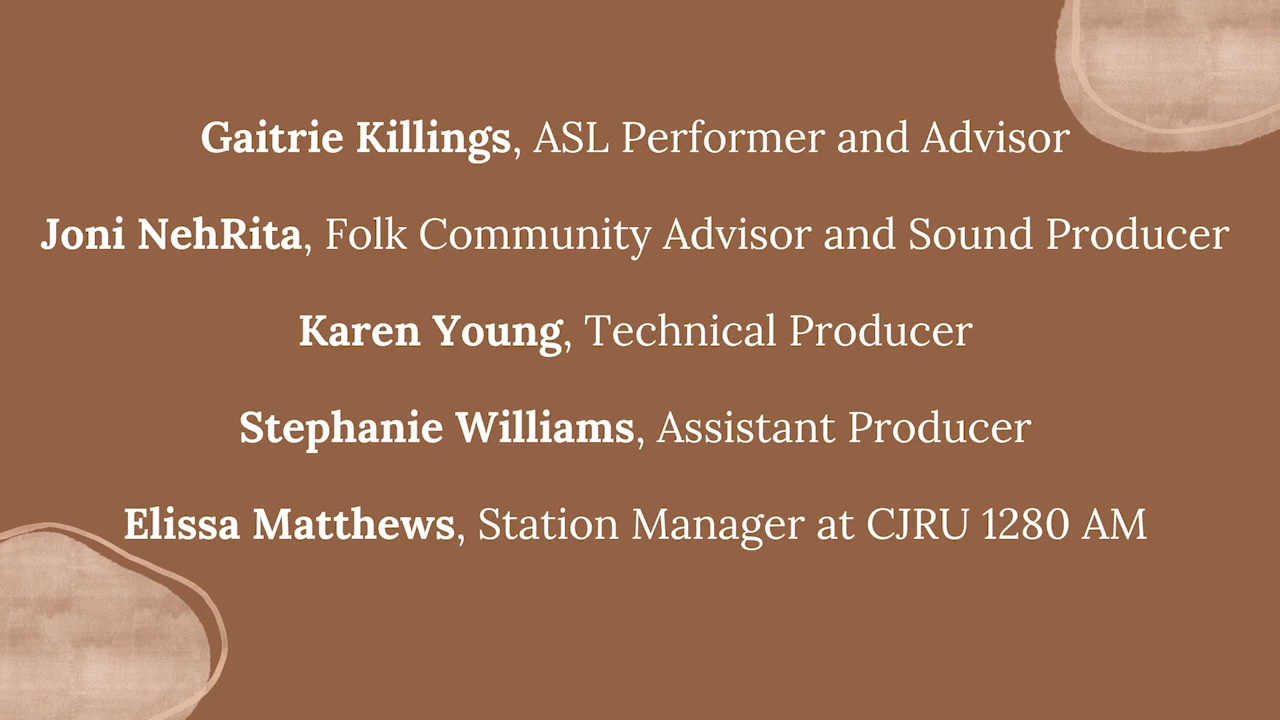 Gaitrie Killings, ASL Performer and Advisor
Joni NehRita, Folk Community Advisor and Sound Producer
Karen Young, Technical Producer
Stephanie Williams, Assistant Producer
Elissa Matthews, Station Manager at CJRU 1280 AM